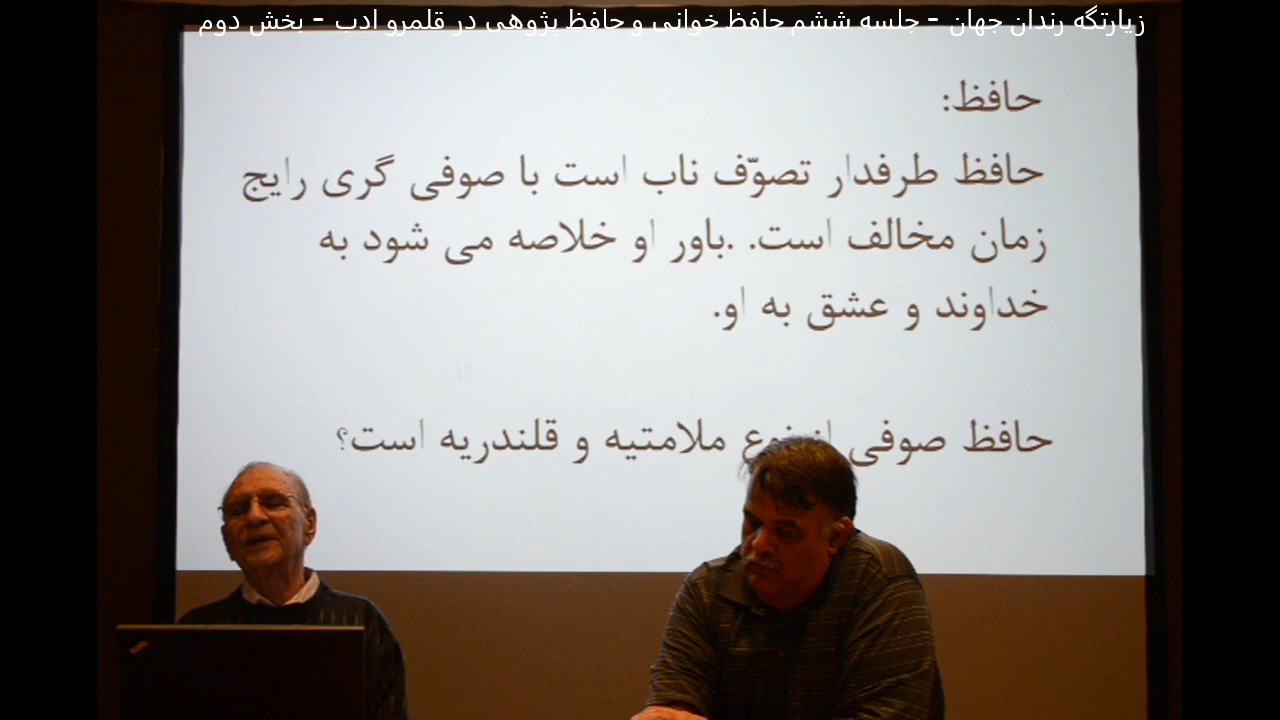 زیارتگه رندان جهان - جلسه ششم حافظ خوانی و حافظ پژوهی در قلمرو ادب - بخش دوم
حافظ:
حافظ طرفدار تصوّف ناب است با صوفی گری رایج
زمان مخالف است. .باور او خلاصه می شود به
خداوند و عشق به او.
حافظ صوفی از نوع ملامتیه و قلندریه است؟